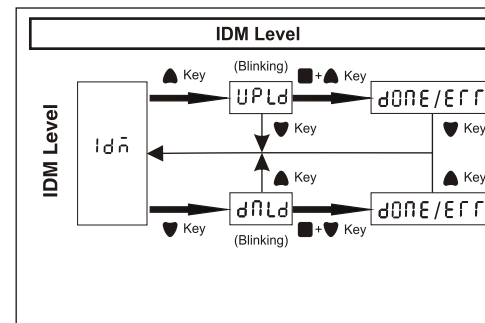 IDM Level
(Blinking)
Key
UPLd
+
Key
dONE/Err
Key
Key
IDM Level
Idm
Key
Key
Key
dNLd
+
Key
dONE/Err
(Blinking)